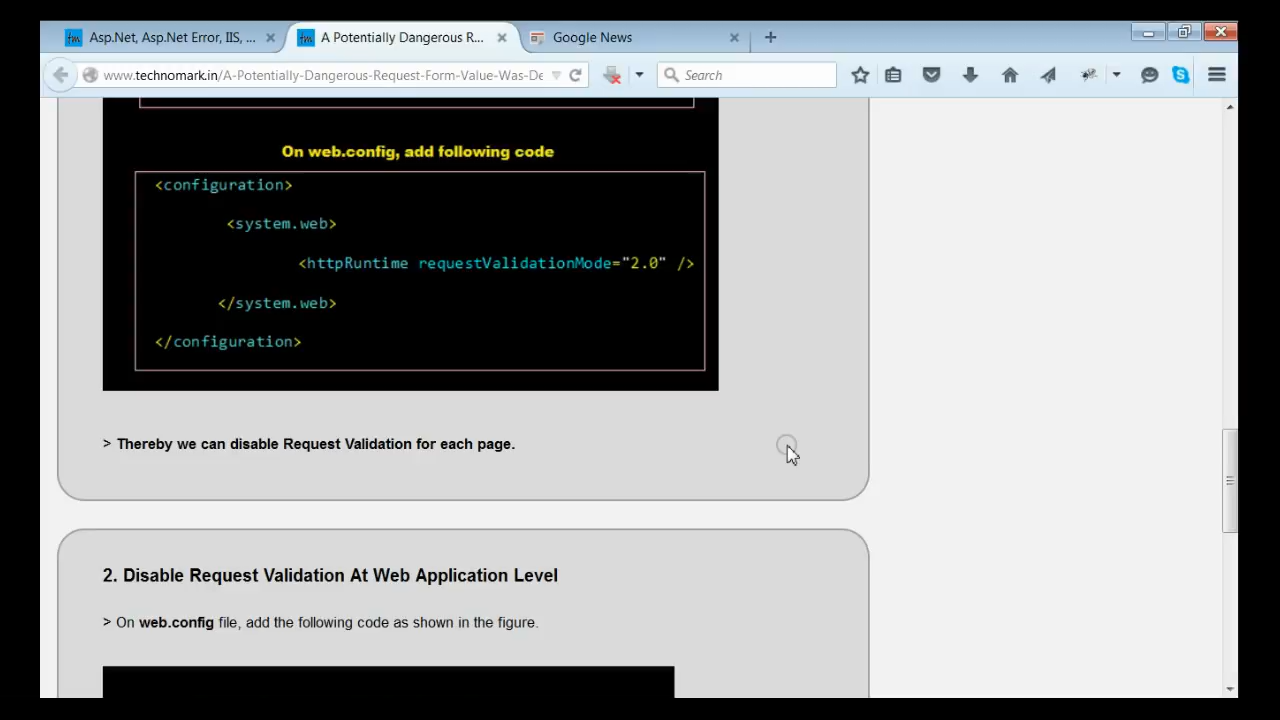 Asp.Net, Asp.Net Error, IIS, ...
A Potentially Dangerous R...
Google News
www.technomark.in/A-Potentially-Dangerous-Request-Form-Value-Was-De
Search
On web.config, add following code
<configuration>
<system.web>
<httpRuntime requestValidationMode="2.0" />
</system.web>
</configuration>
> Thereby we can disable Request Validation for each page.
2. Disable Request Validation At Web Application Level
> On web.config file, add the following code as shown in the figure.